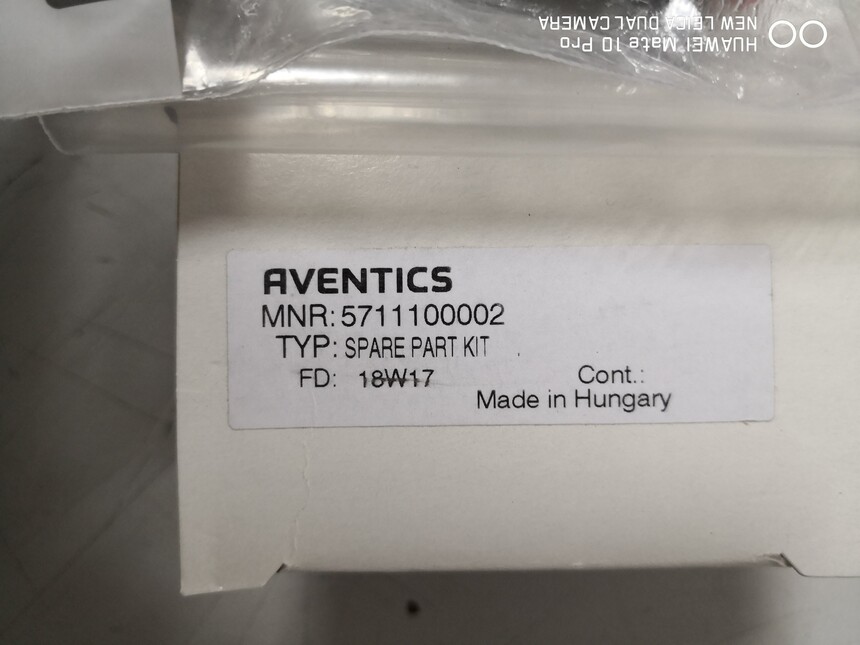 HUAWEI Mate 10 Pro
NEW LEICA DUAL CAMERA
AVENTICS
MNR: 5711100002
TYP: SPARE PART KIT
FD: 18W17
Cont.:
Made in Hungary